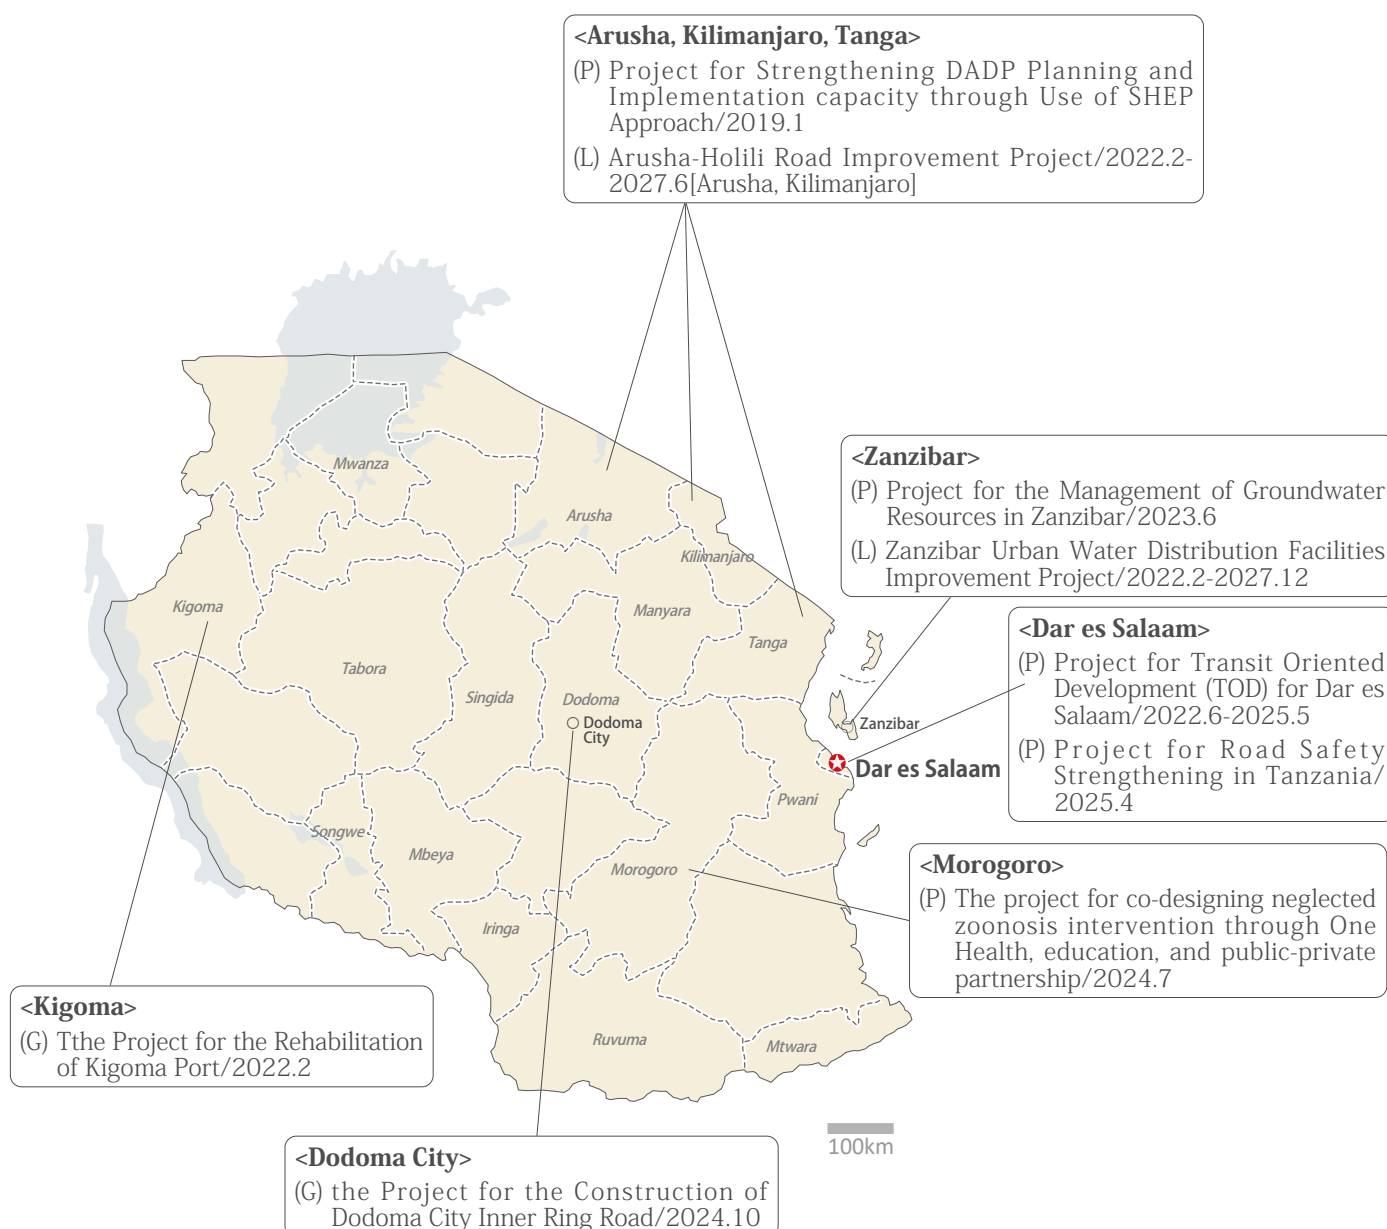 <Arusha, Kilimanjaro, Tanga>
(P) Project for Strengthening DADP Planning and
Implementation capacity through Use of SHEP
Approach/2019.1
(L) Arusha-Holili Road Improvement Project/2022.2-
2027.6[Arusha, Kilimanjaro]
<Zanzibar>
(P) Project for the Management of Groundwater
Resources in Zanzibar/2023.6
(L) Zanzibar Urban Water Distribution Facilities
Improvement Project/2022.2-2027.12
<Dar es Salaam>
(P) Project for Transit Oriented
Development (TOD) for Dar es
Salaam/2022.6-2025.5
(P) Project for Road Safety
Strengthening in Tanzania/
2025.4
<Morogoro>
(P) The project for co-designing neglected
zoonosis intervention through One
Health, education, and public-private
partnership/2024.7
<Kigoma>
(G) Tthe Project for the Rehabilitation
of Kigoma Port/2022.2
<Dodoma City>
(G) the Project for the Construction of
Dodoma City Inner Ring Road/2024.10
Mwanza
Arusha
Kilimanjaro
Kigoma
Manyara
Tanga
Tabora
Singida
Dodoma
Dodoma
City
Zanzibar
Dar es Salaam
Pwani
Songwe
Mbeya
Morogoro
Iringa
Ruvuma
Mtwara
100km